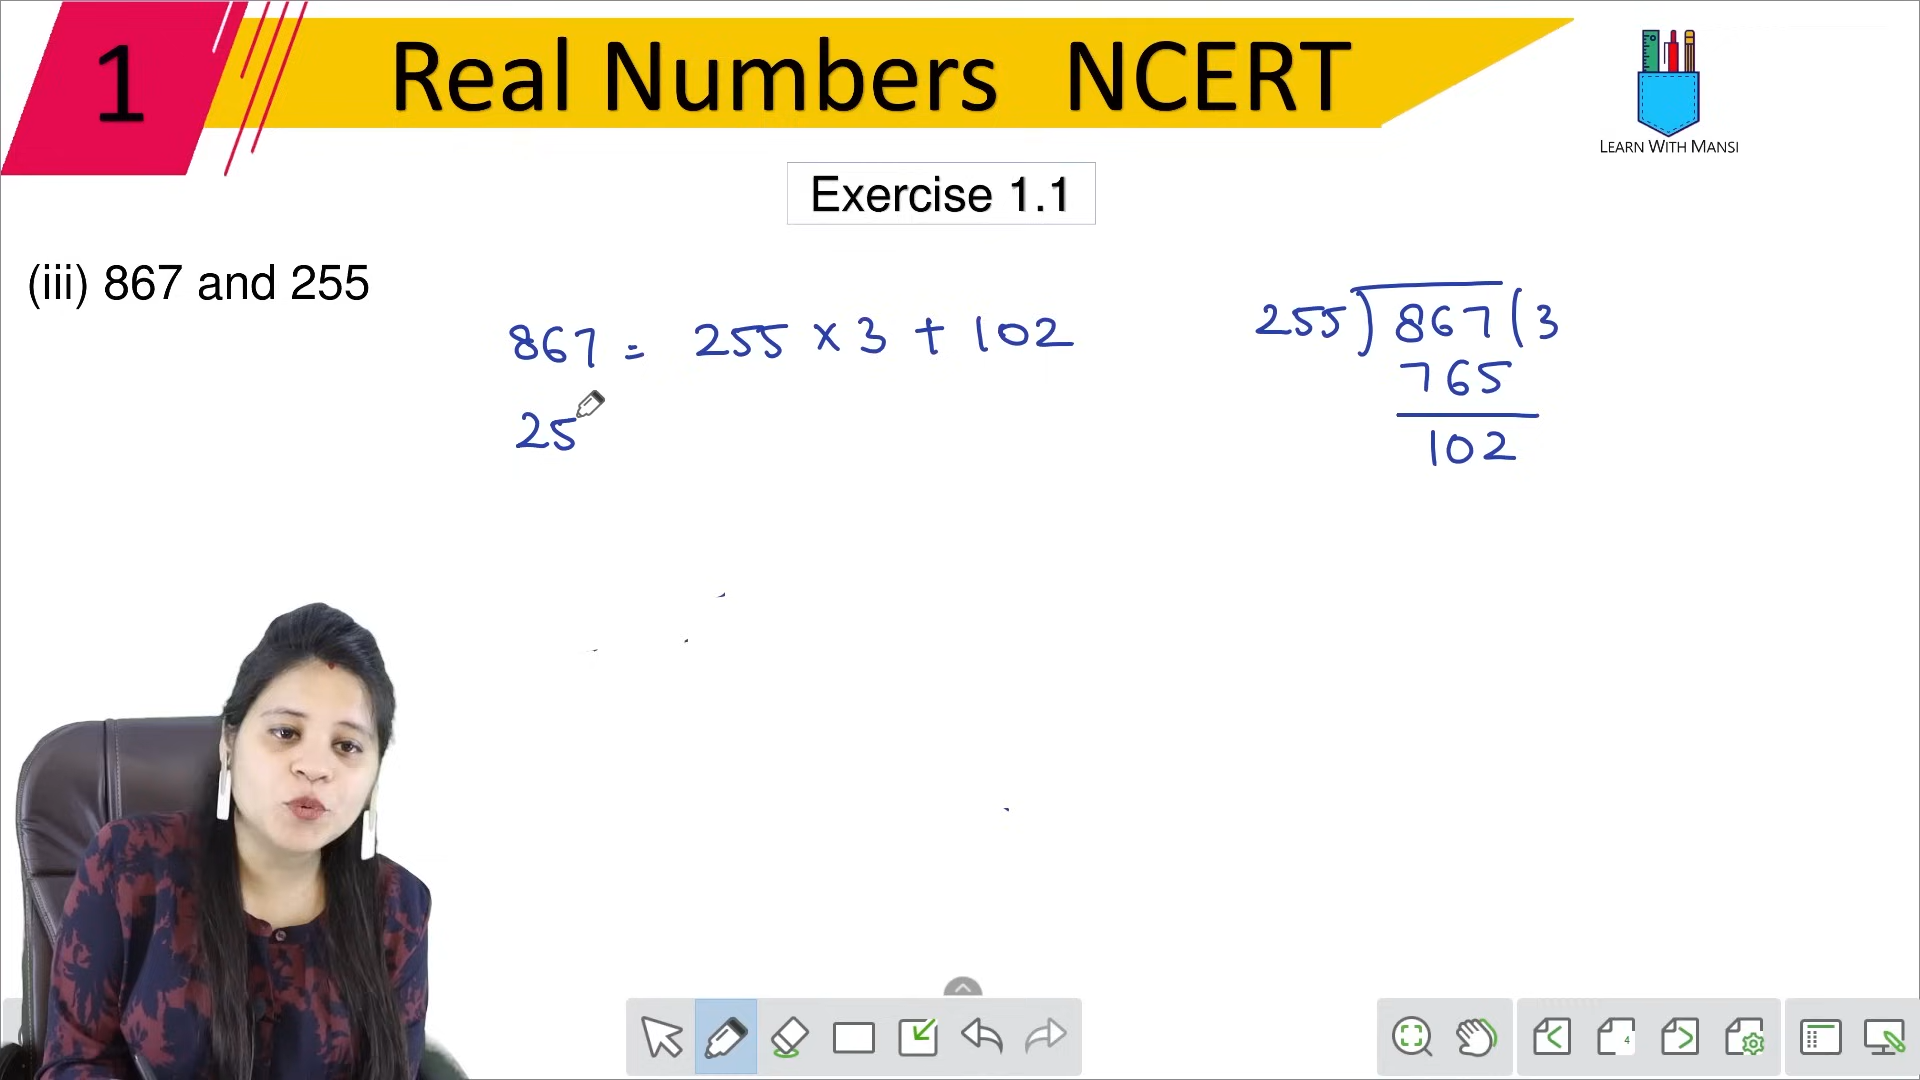 1
Real Numbers NCERT
LEARN WITH MANSI
Exercise 1.1
(iii) 867 and 255
867 = 255 × 3 + 102
25
255) 867 (3
765
102
4